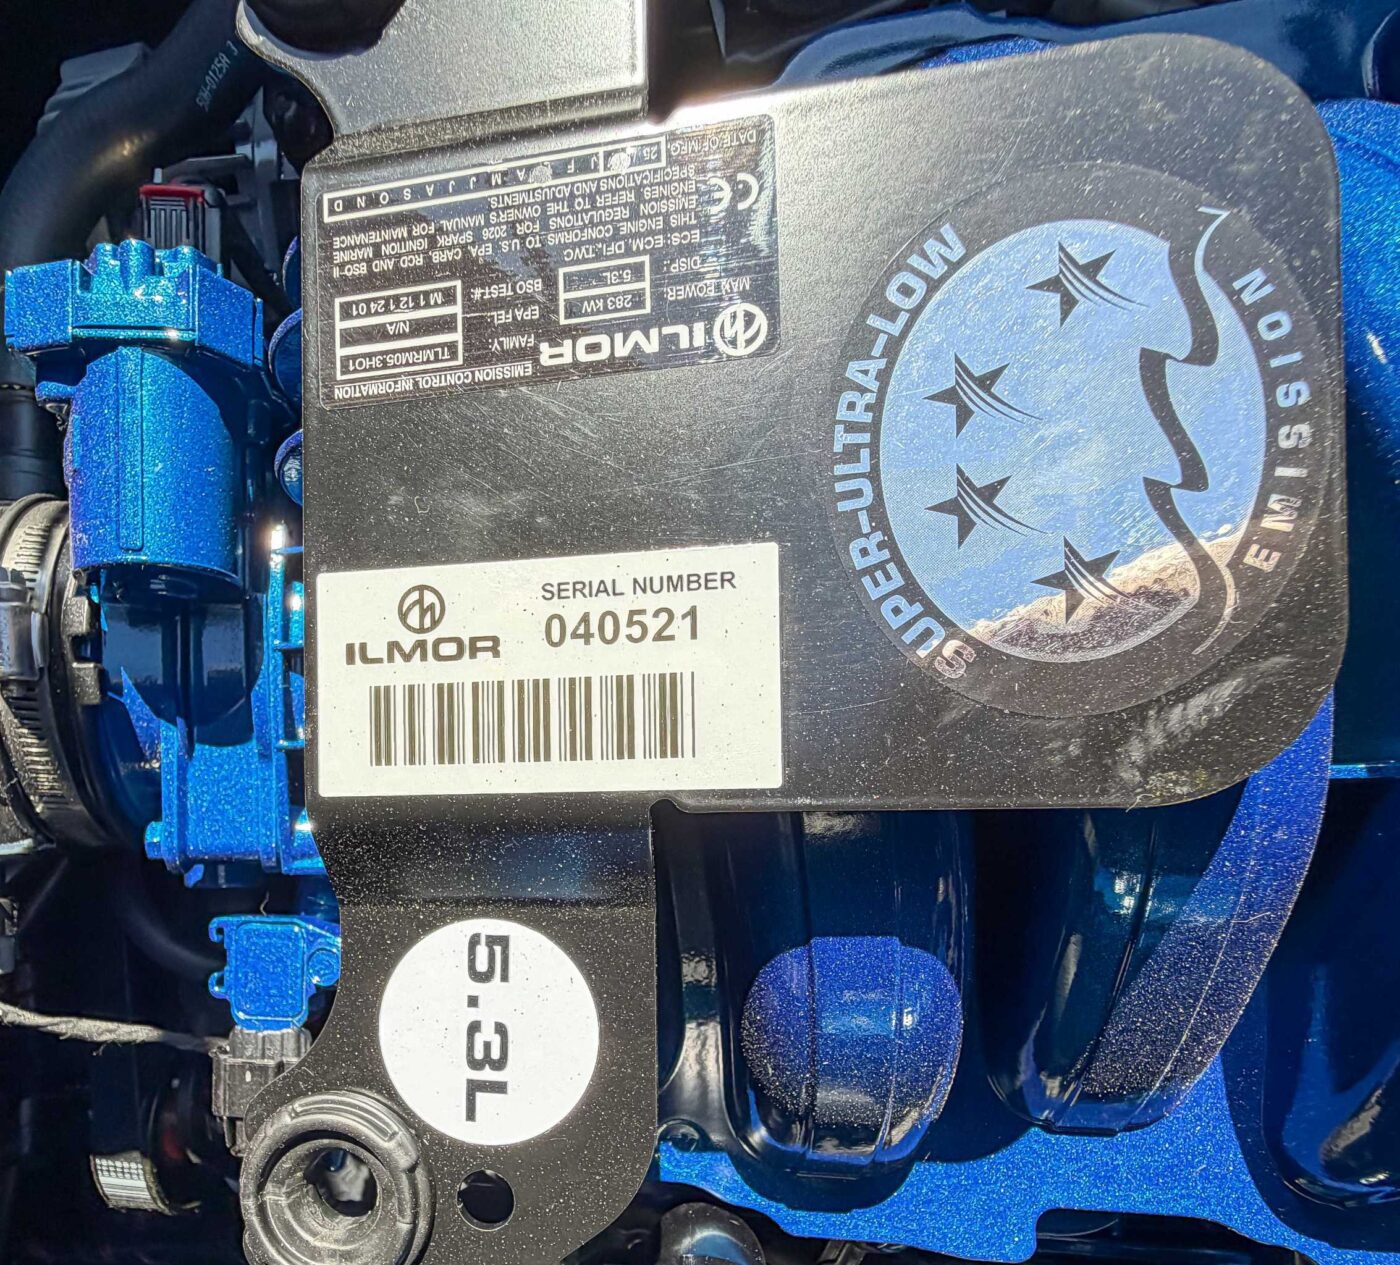 ILMOR
EMISSION CONTROL INFORMATION
MAX. POWER:
283 kW
DISP.:
5.3L
FAMILY:
TLMRM05.3HO1
EPA FEL:
N/A
BSO TEST#:
M 1 12 1 24 01
ECS: ECM, DFI, TWC
THIS ENGINE CONFORMS TO U.S. EPA, CARB, RCD AND BSO-II
EMISSION REGULATIONS FOR 2026 SPARK IGNITION MARINE
ENGINES. REFER TO THE OWNER'S MANUAL FOR MAINTENANCE
SPECIFICATIONS AND ADJUSTMENTS.
CE
DATE OF MFG
25 J F M A M J J A S O N D
ILMOR
SERIAL NUMBER
040521
SUPER-ULTRA-LOW
EMISSION
5.3L